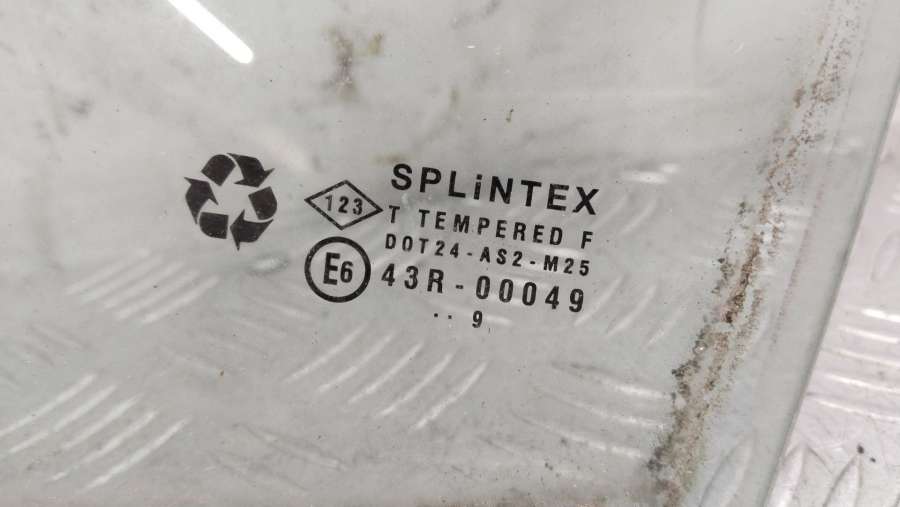 SPLiNTEX
123
T TEMPERED F
DOT24-AS2-M25
E6
43R-00049
.. 9